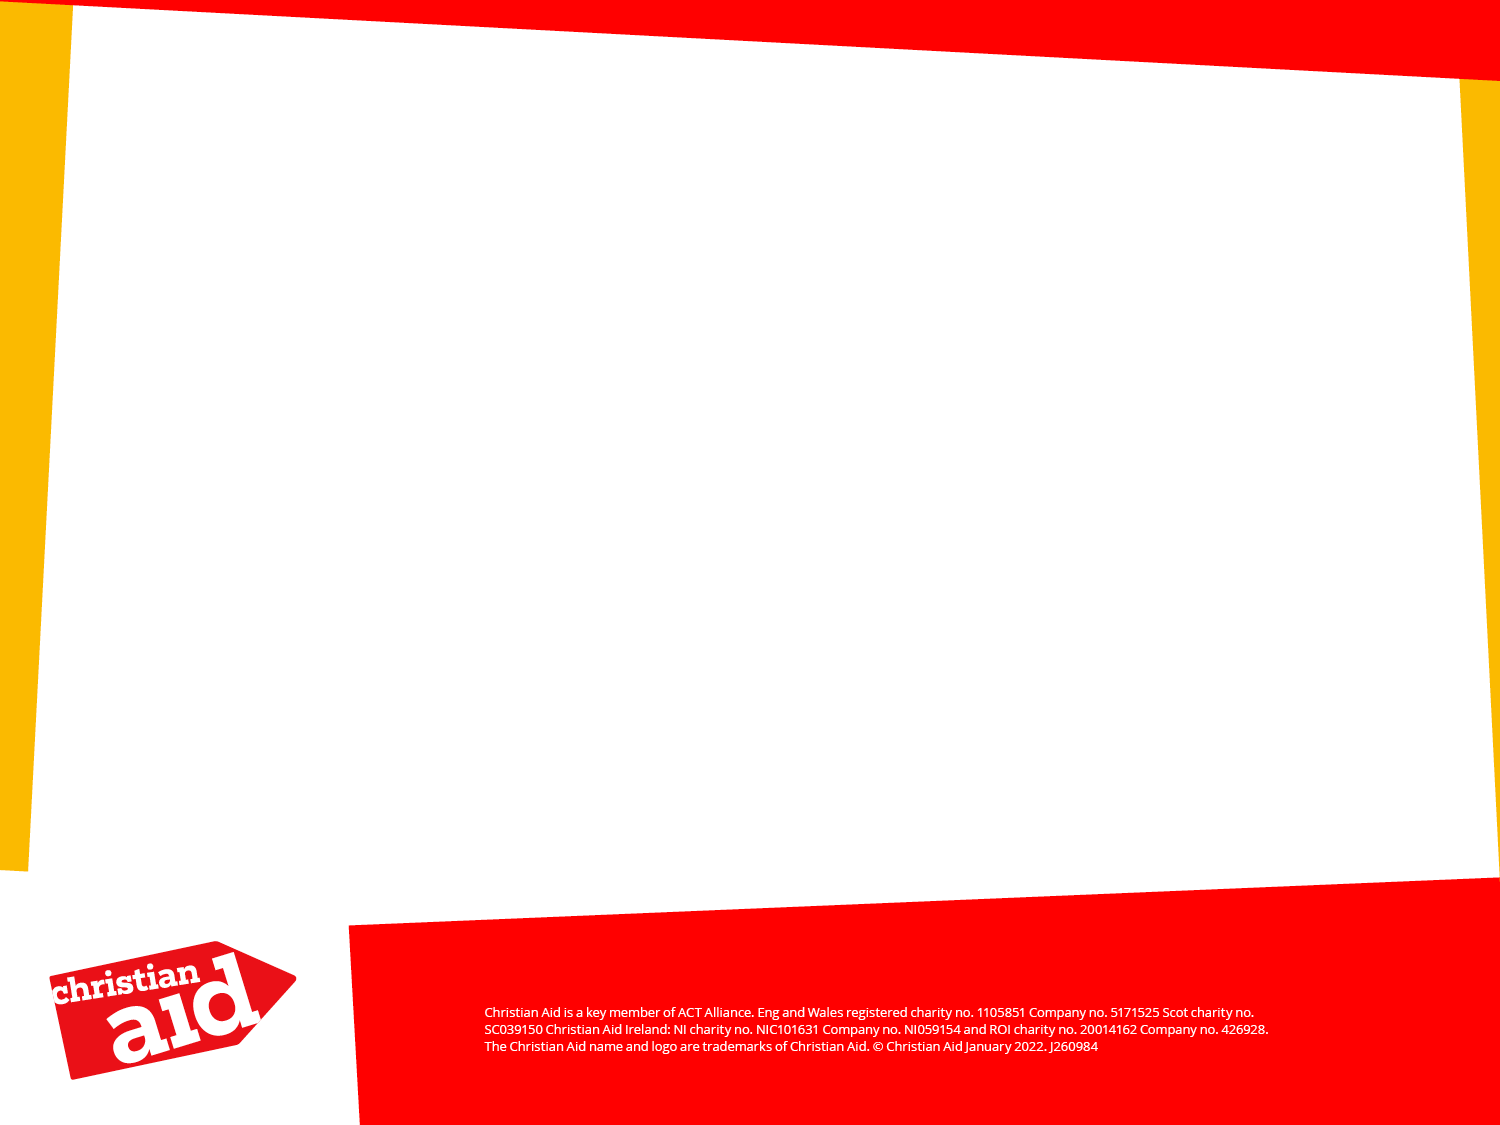 christian
aid
Christian Aid is a key member of ACT Alliance. Eng and Wales registered charity no. 1105851 Company no. 5171525 Scot charity no.
SC039150 Christian Aid Ireland: NI charity no. NIC101631 Company no. NI059154 and ROI charity no. 20014162 Company no. 426928.
The Christian Aid name and logo are trademarks of Christian Aid. © Christian Aid January 2022. J260984